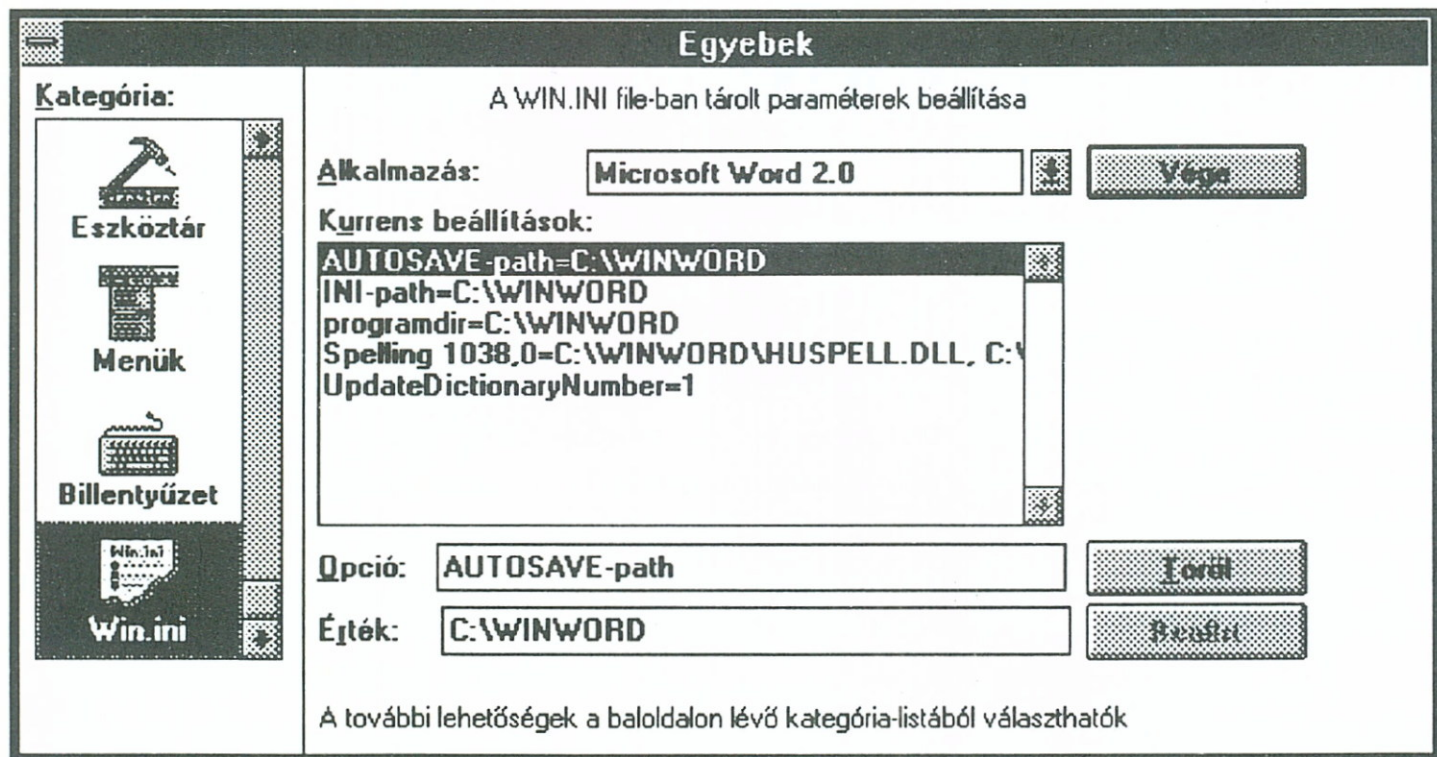 Egyebek
Kategória:
Eszköztár
Menük
Billentyűzet
Win.ini
Win.ini
A WIN.INI file-ban tárolt paraméterek beállítása
Alkalmazás: Microsoft Word 2.0 Vége
Kurrens beállítások:
AUTOSAVE-path=C:\WINWORD
INI-path=C:\WINWORD
programdir=C:\WINWORD
Spelling 1038,0=C:\WINWORD\HUSPELL.DLL, C:\
UpdateDictionaryNumber=1
Opció: AUTOSAVE-path Töröl
Érték: C:\WINWORD
A további lehetőségek a baloldalon lévő kategória-listából választhatók